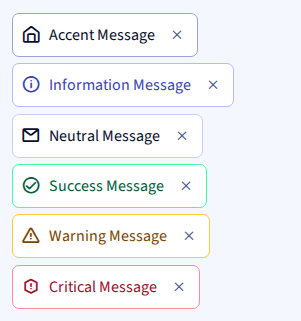 Accent Message
Information Message
Neutral Message
Success Message
Warning Message
Critical Message